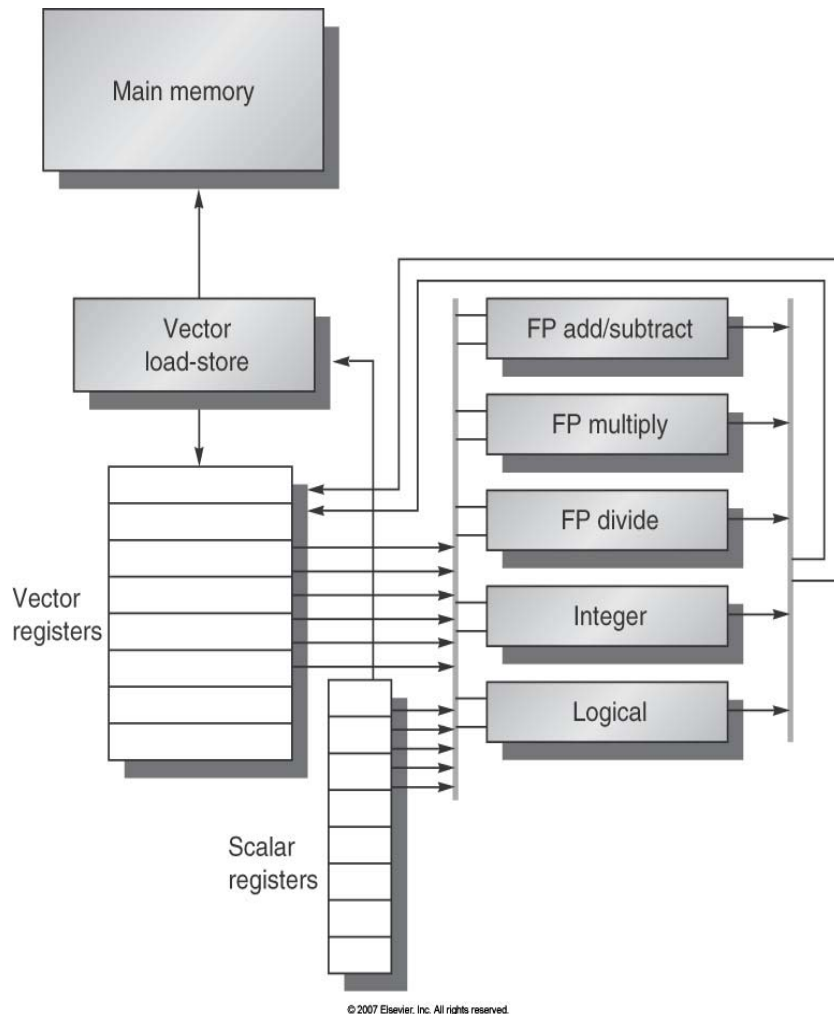 Main memory
Vector
load-store
FP add/subtract
FP multiply
FP divide
Integer
Logical
Vector
registers
Scalar
registers
© 2007 Elsevier, Inc. All rights reserved.